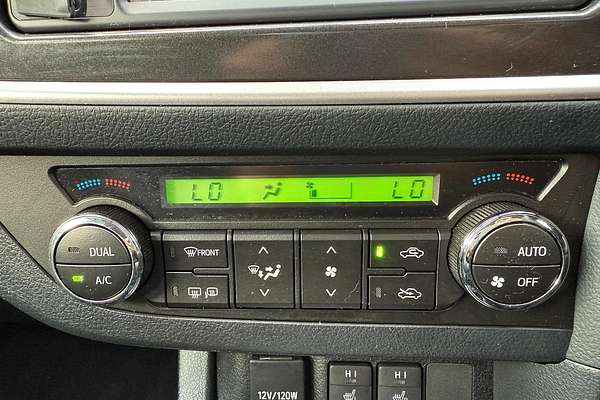 LO LO
DUAL
A/C
FRONT
AUTO
OFF
12V/120W
HI
HI